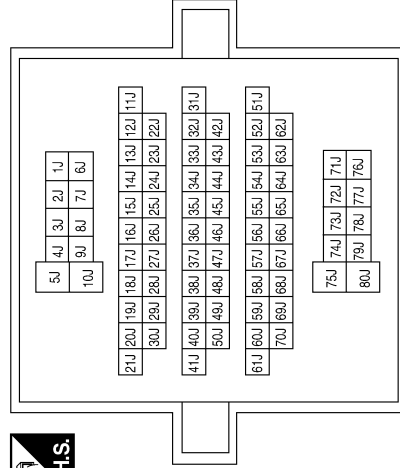 H.S.
5J 4J 3J 2J 1J
10J 9J 8J 7J 6J
21J 20J 19J 18J 17J 16J 15J 14J 13J 12J 11J
30J 29J 28J 27J 26J 25J 24J 23J 22J
41J 40J 39J 38J 37J 36J 35J 34J 33J 32J 31J
50J 49J 48J 47J 46J 45J 44J 43J 42J
61J 60J 59J 58J 57J 56J 55J 54J 53J 52J 51J
70J 69J 68J 67J 66J 65J 64J 63J 62J
75J 74J 73J 72J 71J
80J 79J 78J 77J 76J